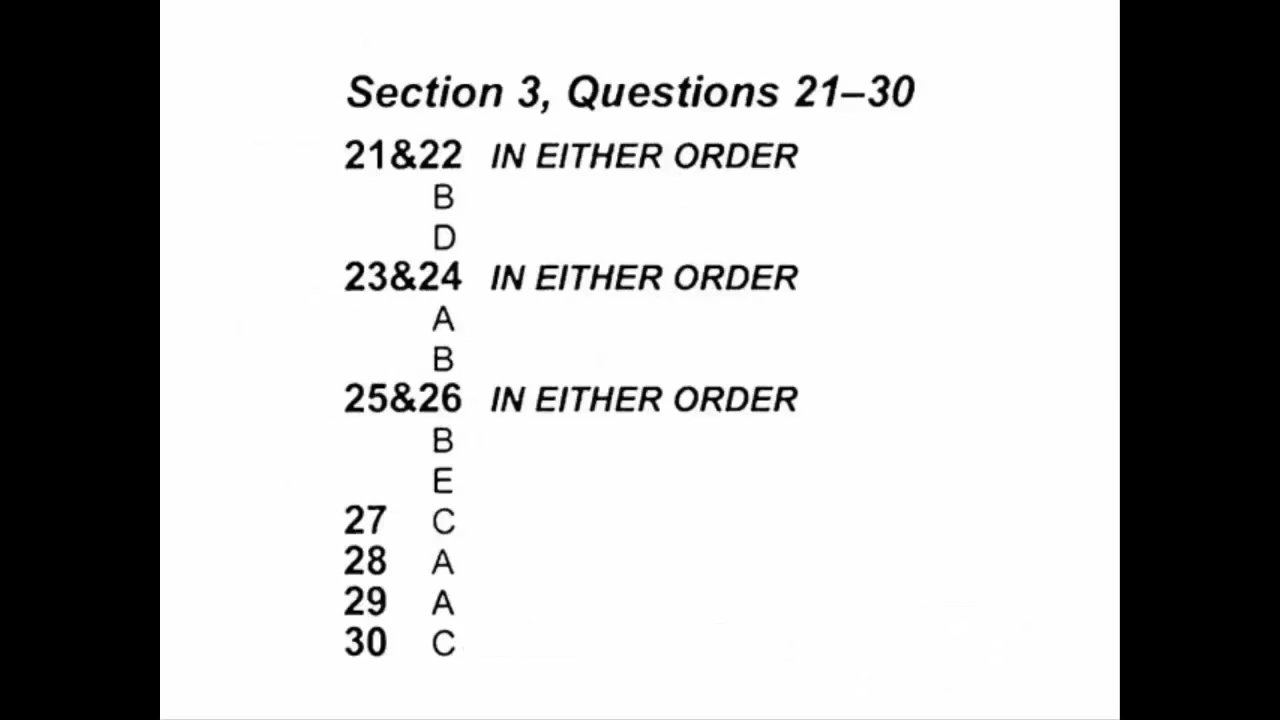 Section 3, Questions 21–30
21&22 IN EITHER ORDER
B
D
23&24 IN EITHER ORDER
A
B
25&26 IN EITHER ORDER
B
E
27 C
28 A
29 A
30 C